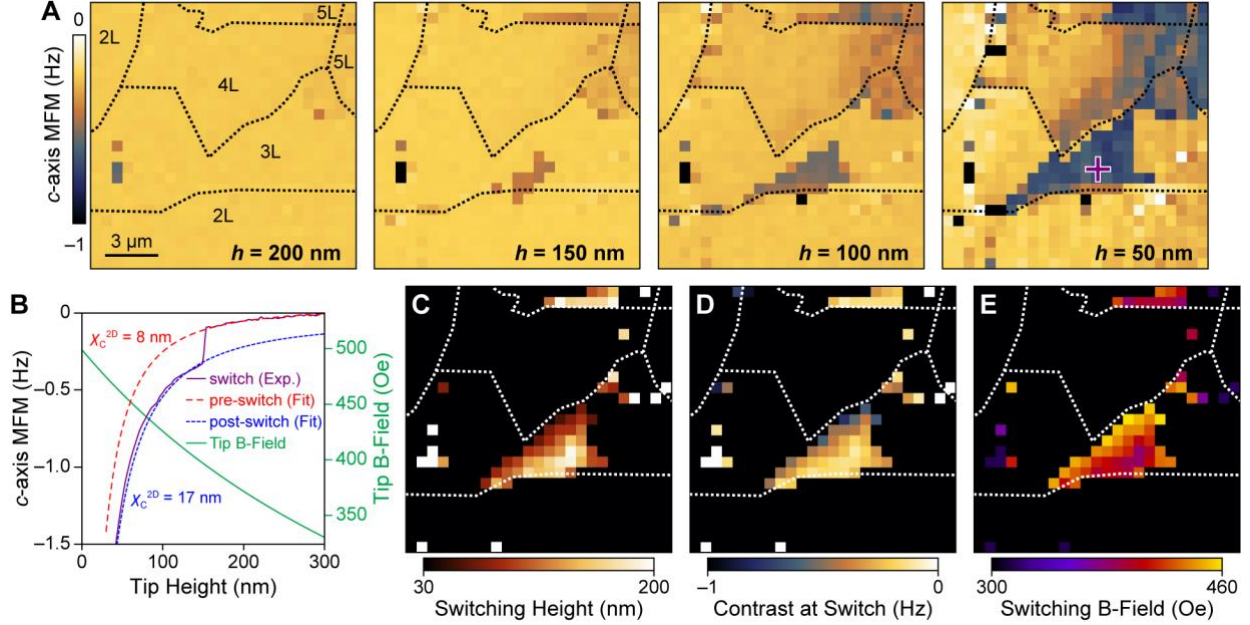 A
0
c-axis MFM (Hz)
−1
2L
5L
5L
4L
3L
2L
3 µm
h = 200 nm
h = 150 nm
h = 100 nm
h = 50 nm
B
0
−0.5
−1.0
−1.5
c-axis MFM (Hz)
χC2D = 8 nm
switch (Exp.)
pre-switch (Fit)
post-switch (Fit)
Tip B-Field
χC2D = 17 nm
500
450
400
350
Tip B-Field (Oe)
0 100 200 300
Tip Height (nm)
C
30 200
Switching Height (nm)
D
−1 0
Contrast at Switch (Hz)
E
300 460
Switching B-Field (Oe)